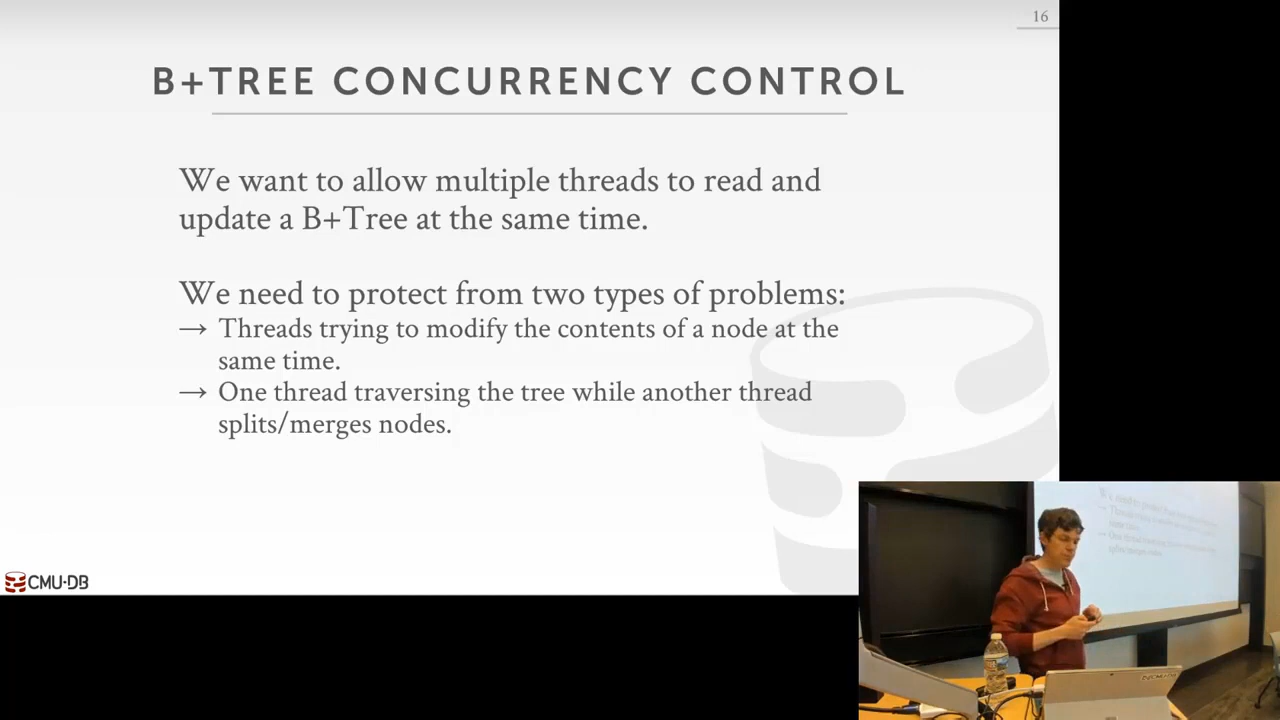 16
B+TREE CONCURRENCY CONTROL
We want to allow multiple threads to read and
update a B+Tree at the same time.
We need to protect from two types of problems:
→ Threads trying to modify the contents of a node at the
same time.
→ One thread traversing the tree while another thread
splits/merges nodes.
CMU·DB